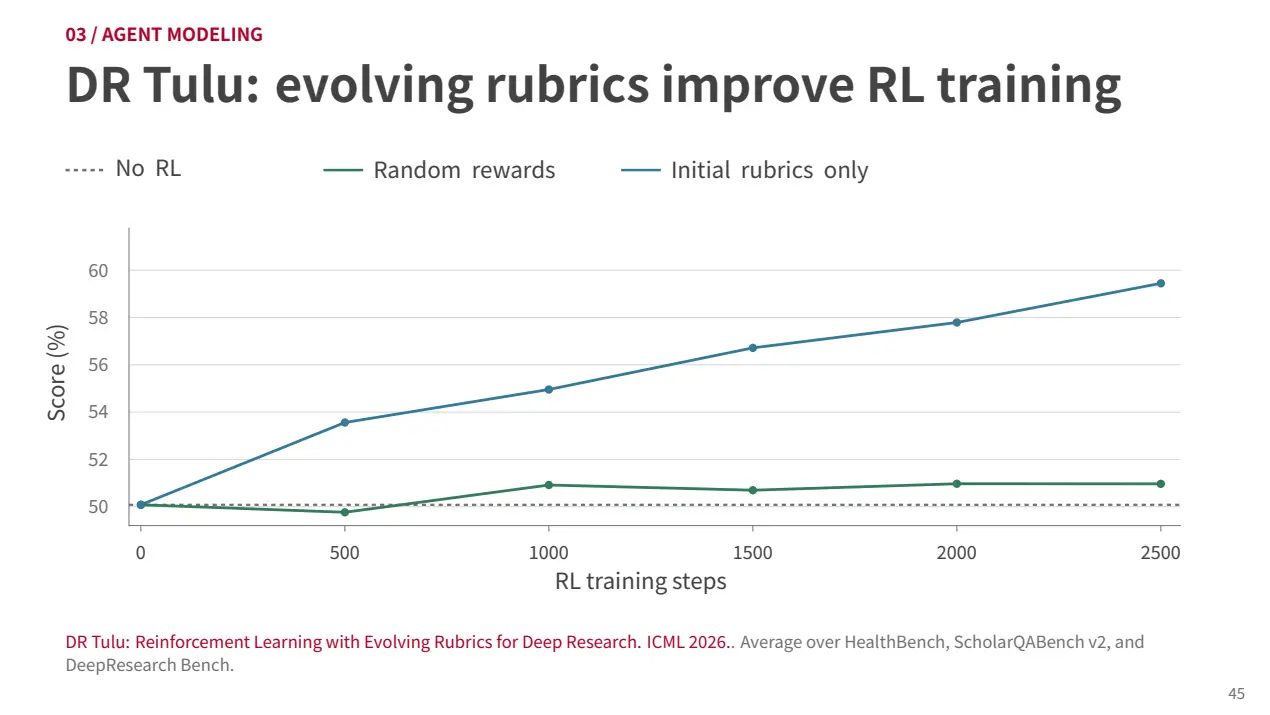 03 / AGENT MODELING
DR Tulu: evolving rubrics improve RL training
No RL
Random rewards
Initial rubrics only
60
58
56
54
52
50
Score (%)
0 500 1000 1500 2000 2500
RL training steps
DR Tulu: Reinforcement Learning with Evolving Rubrics for Deep Research. ICML 2026.. Average over HealthBench, ScholarQABench v2, and
DeepResearch Bench.
45